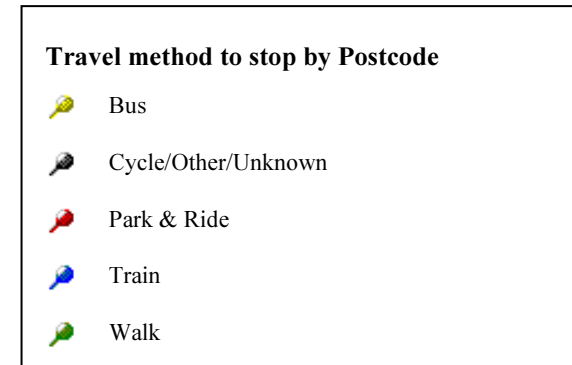 Travel method to stop by Postcode
Bus
Cycle/Other/Unknown
Park & Ride
Train
Walk